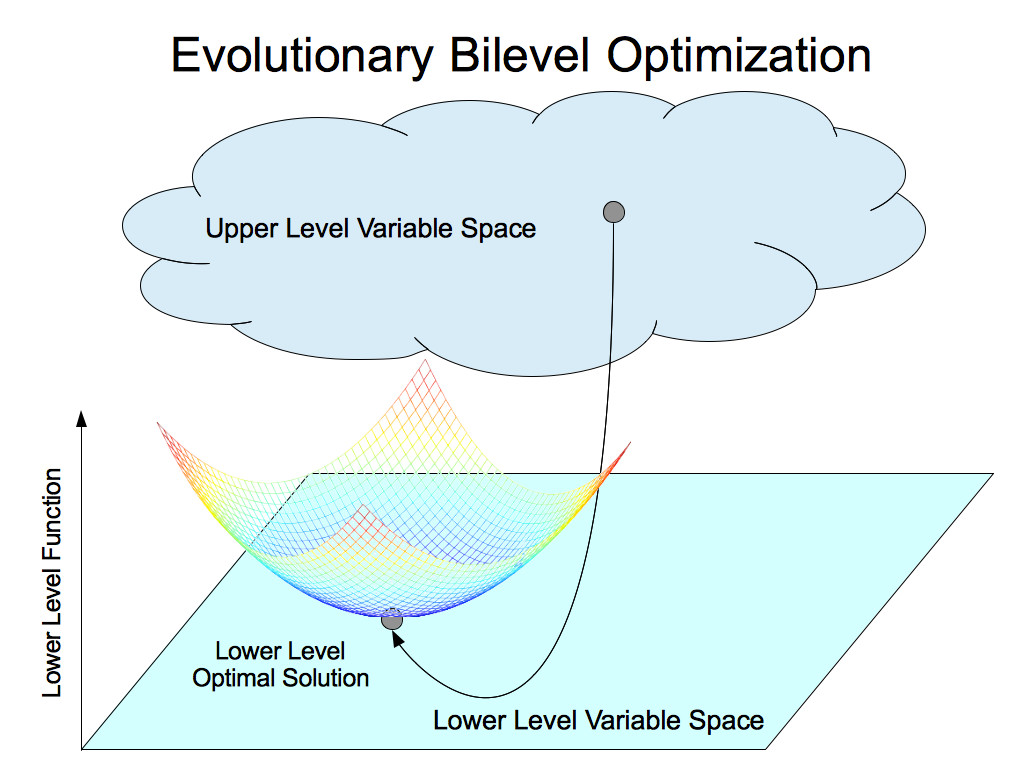 Evolutionary Bilevel Optimization
Upper Level Variable Space
Lower Level Function
Lower Level
Optimal Solution
Lower Level Variable Space